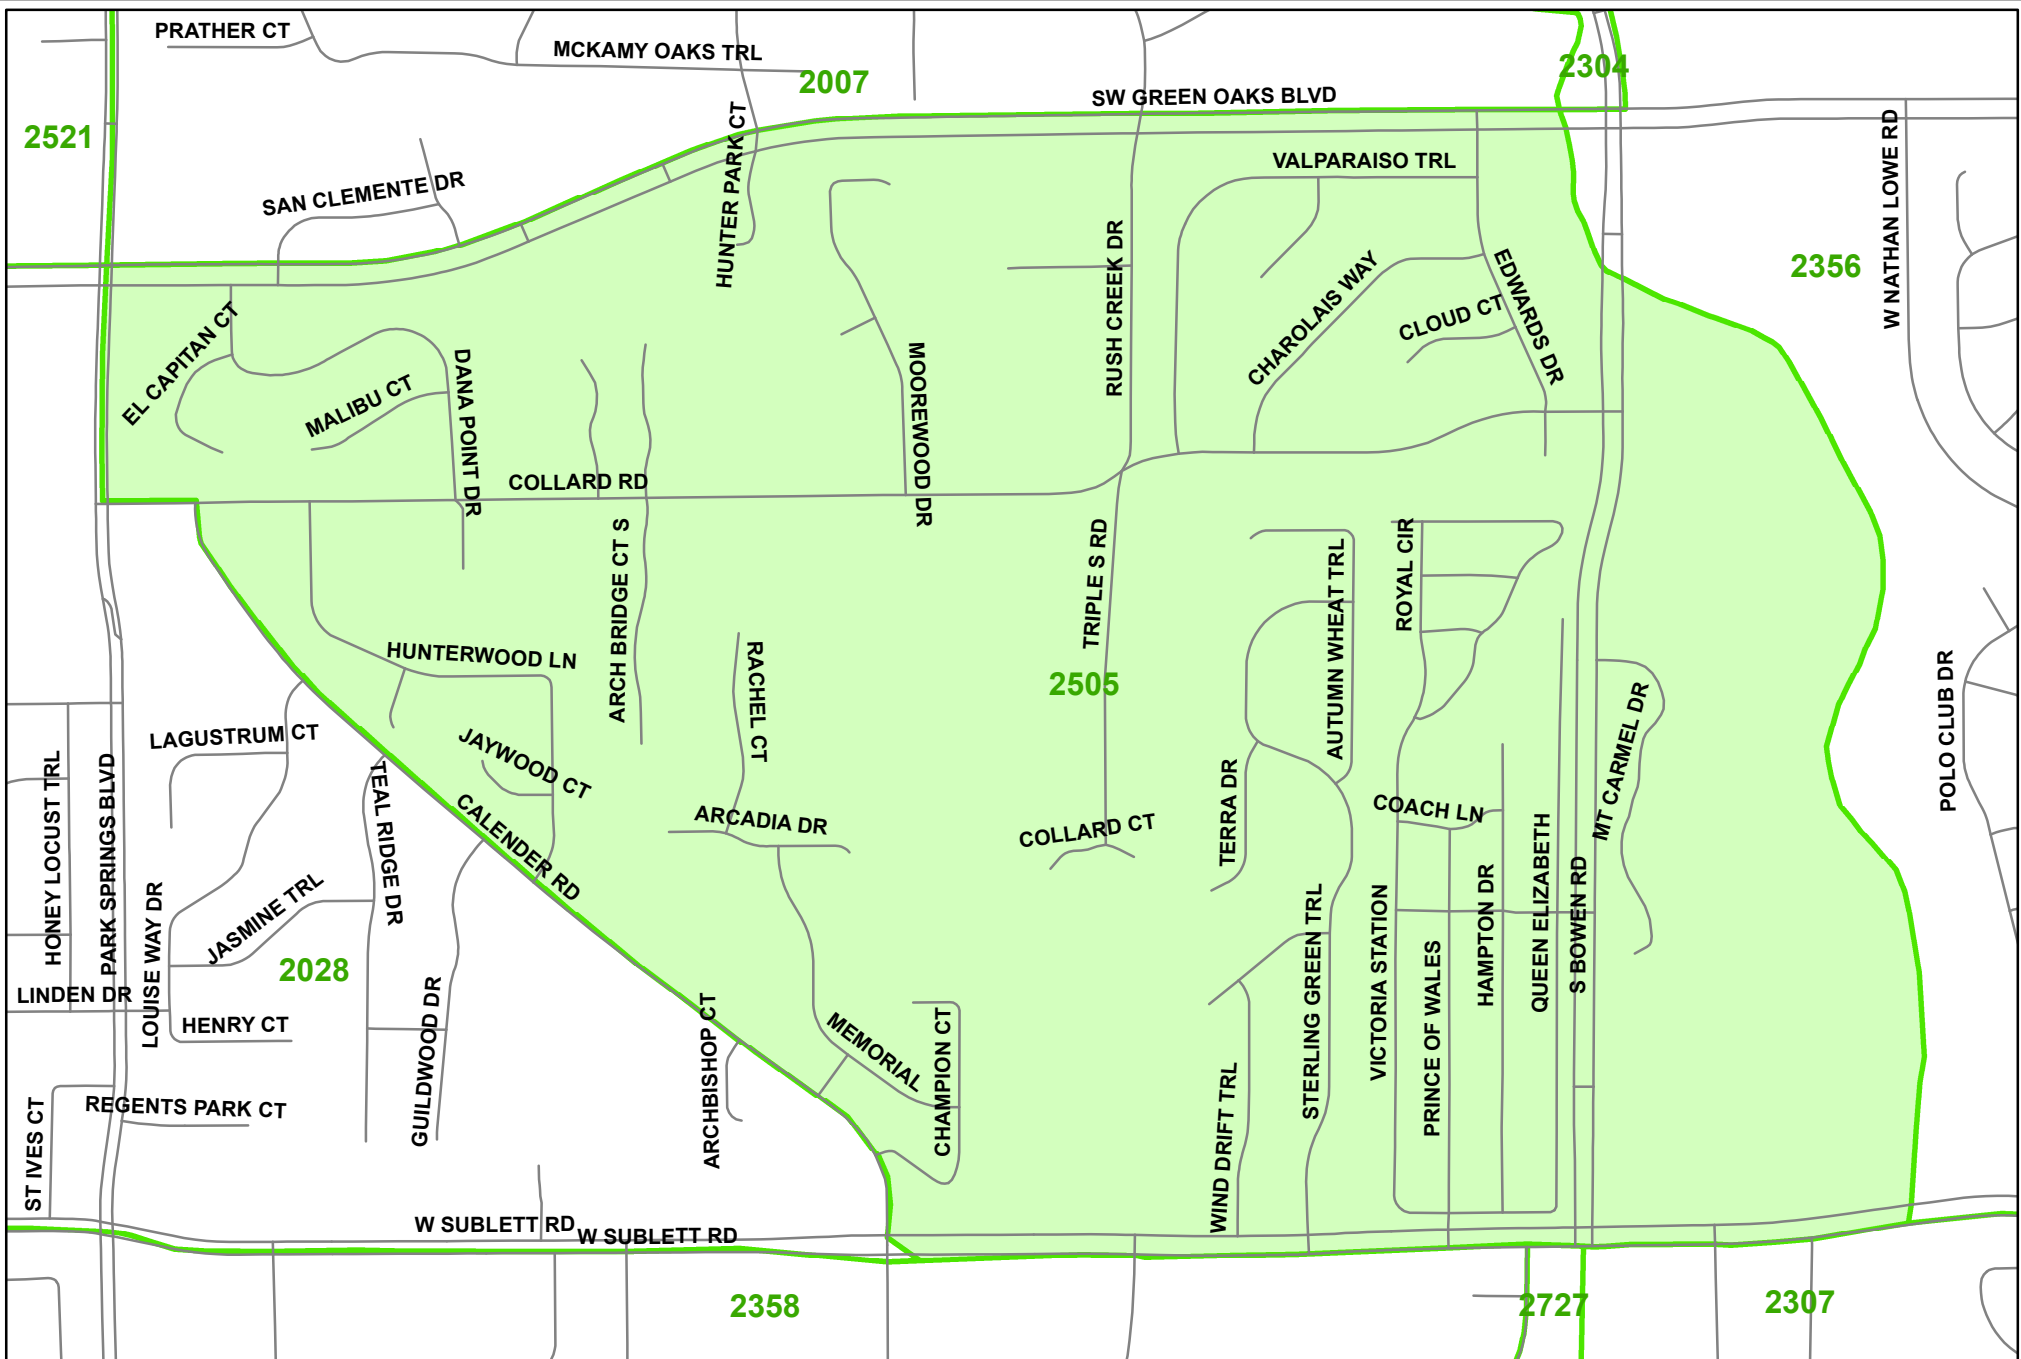 PRATHER CT
MCKAMY OAKS TRL
2007
2304
SW GREEN OAKS BLVD
2521
HUNTER PARK CT
VALPARAISO TRL
W NATHAN LOWE RD
SAN CLEMENTE DR
2356
RUSH CREEK DR
CHAROLAIS WAY
EDWARDS DR
CLOUD CT
EL CAPITAN CT
MALIBU CT
DANA POINT DR
MOOREWOOD DR
COLLARD RD
ARCH BRIDGE CT S
TRIPLE S RD
AUTUMN WHEAT TRL
ROYAL CIR
HUNTERWOOD LN
RACHEL CT
2505
MT CARMEL DR
POLO CLUB DR
LAGUSTRUM CT
JAYWOOD CT
HONEY LOCUST TRL
PARK SPRINGS BLVD
TEAL RIDGE DR
CALENDER RD
ARCADIA DR
COLLARD CT
TERRA DR
COACH LN
QUEEN ELIZABETH
S BOWEN RD
JASMINE TRL
LOUISE WAY DR
2028
STERLING GREEN TRL
VICTORIA STATION
HAMPTON DR
PRINCE OF WALES
LINDEN DR
HENRY CT
GUILDWOOD DR
ARCHBISHOP CT
MEMORIAL
CHAMPION CT
WIND DRIFT TRL
REGENTS PARK CT
ST IVES CT
W SUBLETT RD
W SUBLETT RD
2358
2727
2307